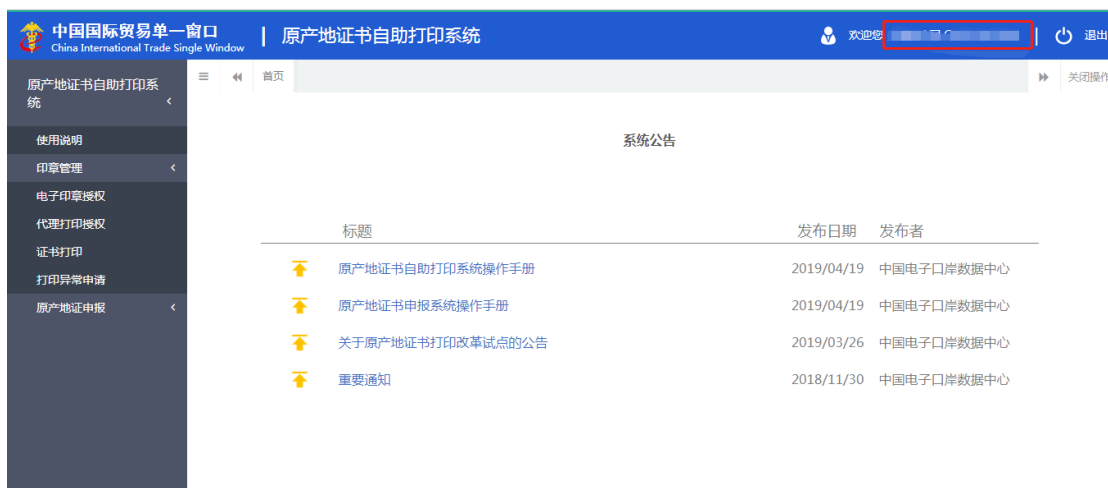 中国国际贸易单一窗口
China International Trade Single Window
原产地证书自助打印系统
欢迎您
退出
原产地证书自助打印系
统
首页
关闭操作
使用说明
印章管理
电子印章授权
代理打印授权
证书打印
打印异常申请
原产地证申报
系统公告
标题 发布日期 发布者
原产地证书自助打印系统操作手册 2019/04/19 中国电子口岸数据中心
原产地证书申报系统操作手册 2019/04/19 中国电子口岸数据中心
关于原产地证书打印改革试点的公告 2019/03/26 中国电子口岸数据中心
重要通知 2018/11/30 中国电子口岸数据中心